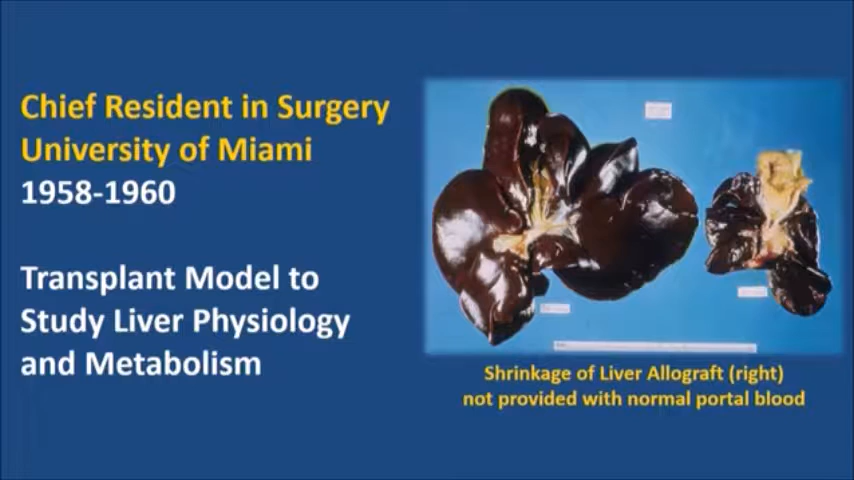 Chief Resident in Surgery
University of Miami
1958-1960
Transplant Model to
Study Liver Physiology
and Metabolism
Shrinkage of Liver Allograft (right)
not provided with normal portal blood